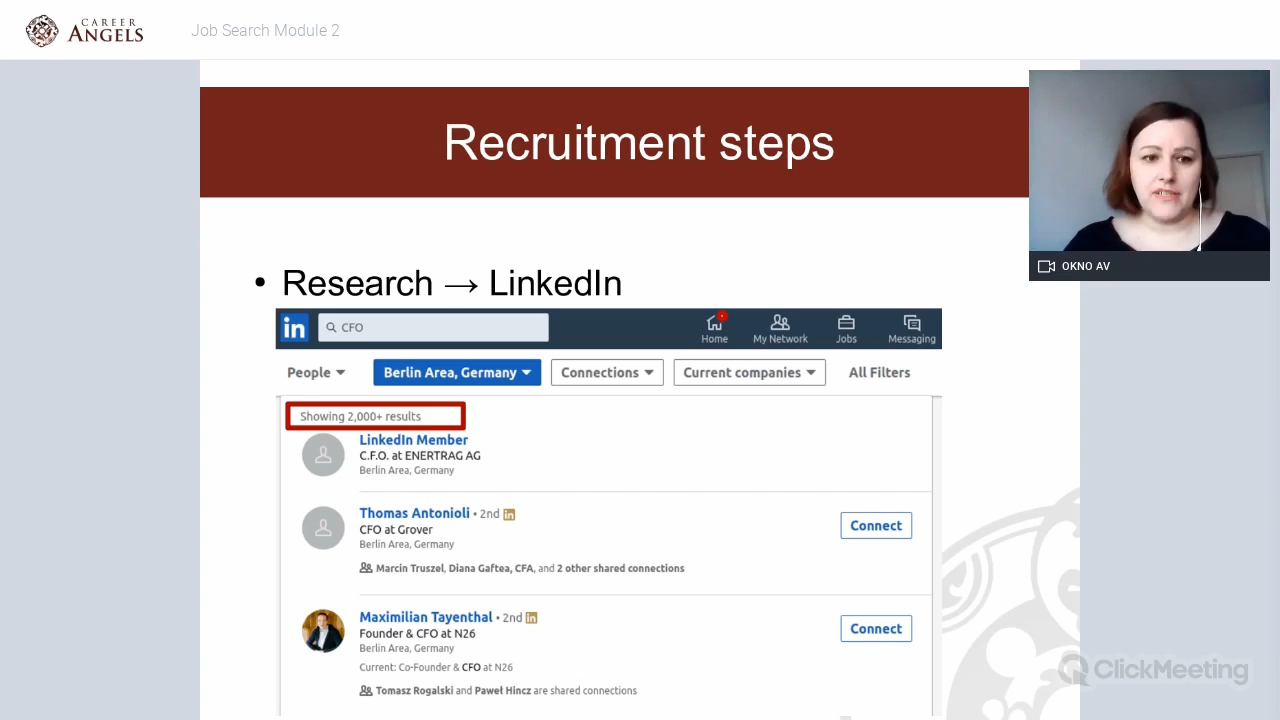 CAREER
ANGELS
Job Search Module 2
Recruitment steps
OKNO AV
• Research → LinkedIn
in
CFO
Home
My Network
Jobs
Messaging
People
Berlin Area, Germany
Connections
Current companies
All Filters
Showing 2,000+ results
LinkedIn Member
C.F.O. at ENERTRAG AG
Berlin Area, Germany
Thomas Antonioli • 2nd in
CFO at Grover
Berlin Area, Germany
Marcin Truszel, Diana Gaftea, CFA, and 2 other shared connections
Connect
Maximilian Tayenthal • 2nd in
Founder & CFO at N26
Berlin Area, Germany
Current: Co-Founder & CFO at N26
Tomasz Rogalski and Paweł Hincz are shared connections
Connect
ClickMeeting